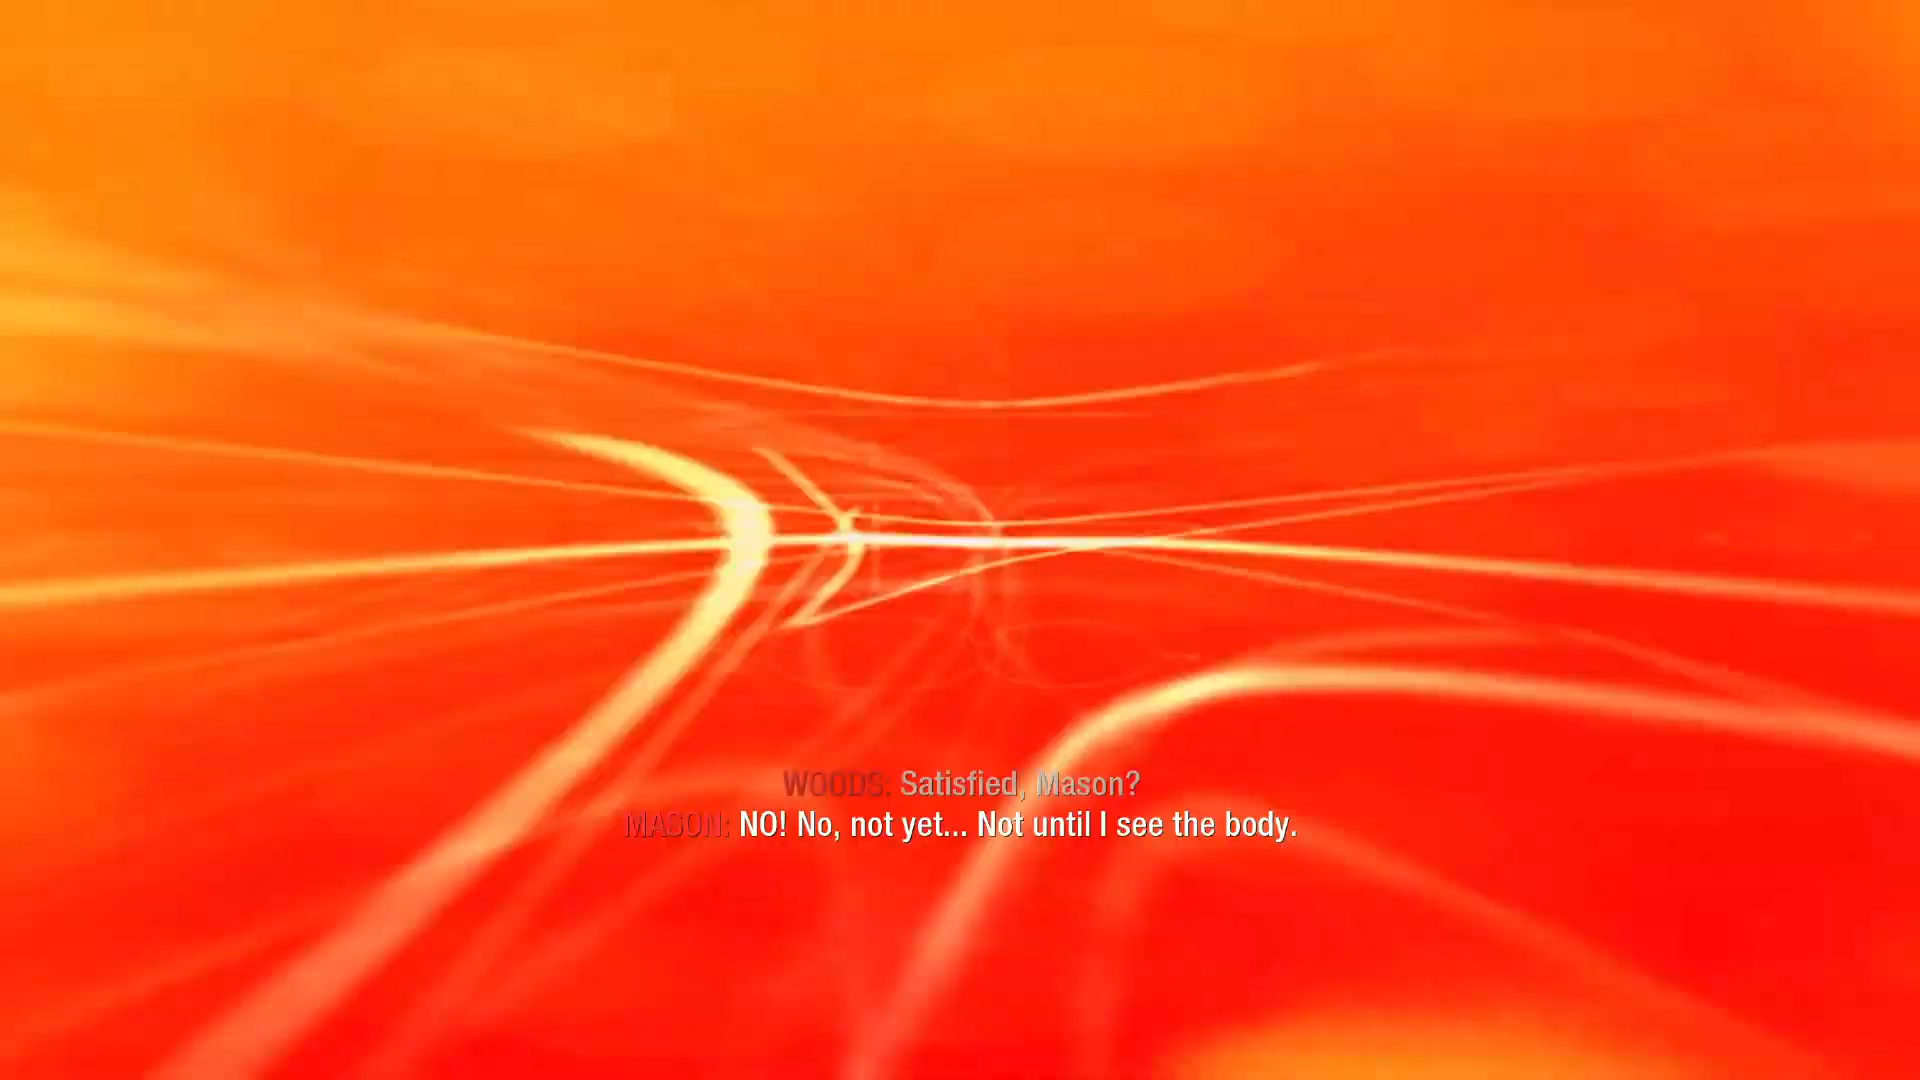 WOODS: Satisfied, Mason?
MASON: NO! No, not yet... Not until I see the body.